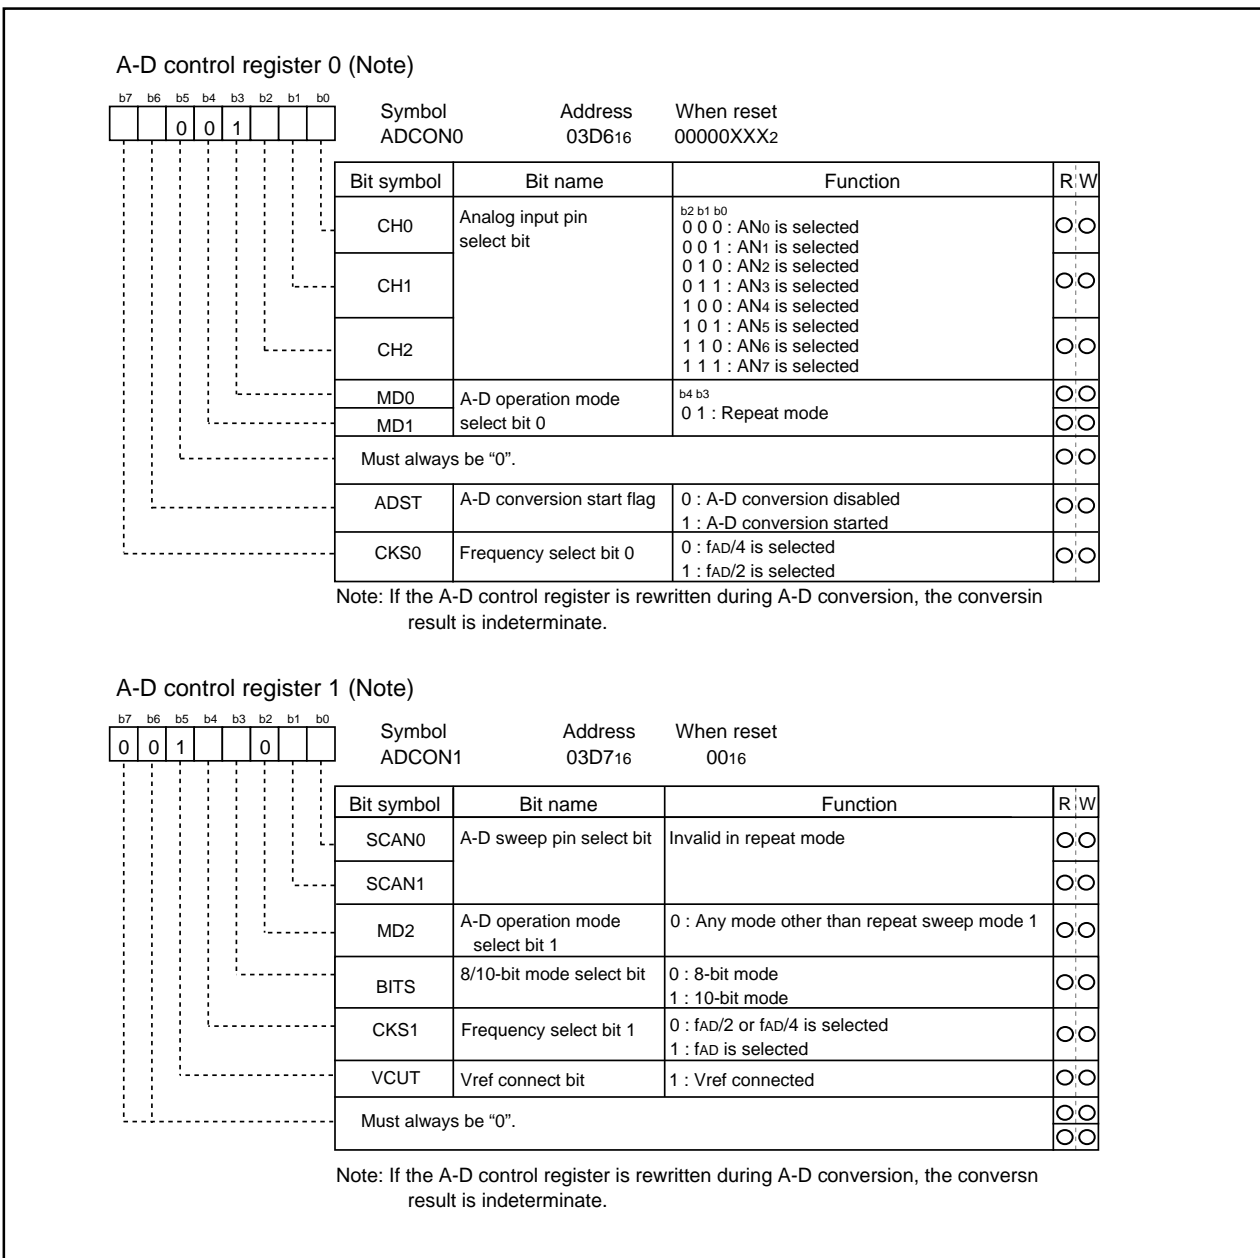 A-D control register 0 (Note)
b7 b6 b5 b4 b3 b2 b1 b0
0 0 1
Symbol Address When reset
ADCON0 03D616 00000XXX2
Bit symbol Bit name Function R W
CH0 Analog input pin select bit
b2 b1 b0
0 0 0 : AN0 is selected
0 0 1 : AN1 is selected
0 1 0 : AN2 is selected
CH1
0 1 1 : AN3 is selected
1 0 0 : AN4 is selected
1 0 1 : AN5 is selected
CH2
1 1 0 : AN6 is selected
1 1 1 : AN7 is selected
MD0 A-D operation mode
b4 b3
MD1 select bit 0
0 1 : Repeat mode
Must always be “0”.
ADST A-D conversion start flag 0 : A-D conversion disabled
1 : A-D conversion started
CKS0 Frequency select bit 0 0 : fAD/4 is selected
1 : fAD/2 is selected
Note: If the A-D control register is rewritten during A-D conversion, the conversin
result is indeterminate.
A-D control register 1 (Note)
b7 b6 b5 b4 b3 b2 b1 b0
0 0 1 0
Symbol Address When reset
ADCON1 03D716 0016
Bit symbol Bit name Function R W
SCAN0 A-D sweep pin select bit Invalid in repeat mode
SCAN1
MD2 A-D operation mode
select bit 1
0 : Any mode other than repeat sweep mode 1
BITS 8/10-bit mode select bit 0 : 8-bit mode
1 : 10-bit mode
CKS1 Frequency select bit 1 0 : fAD/2 or fAD/4 is selected
1 : fAD is selected
VCUT Vref connect bit 1 : Vref connected
Must always be “0”.
Note: If the A-D control register is rewritten during A-D conversion, the conversn
result is indeterminate.